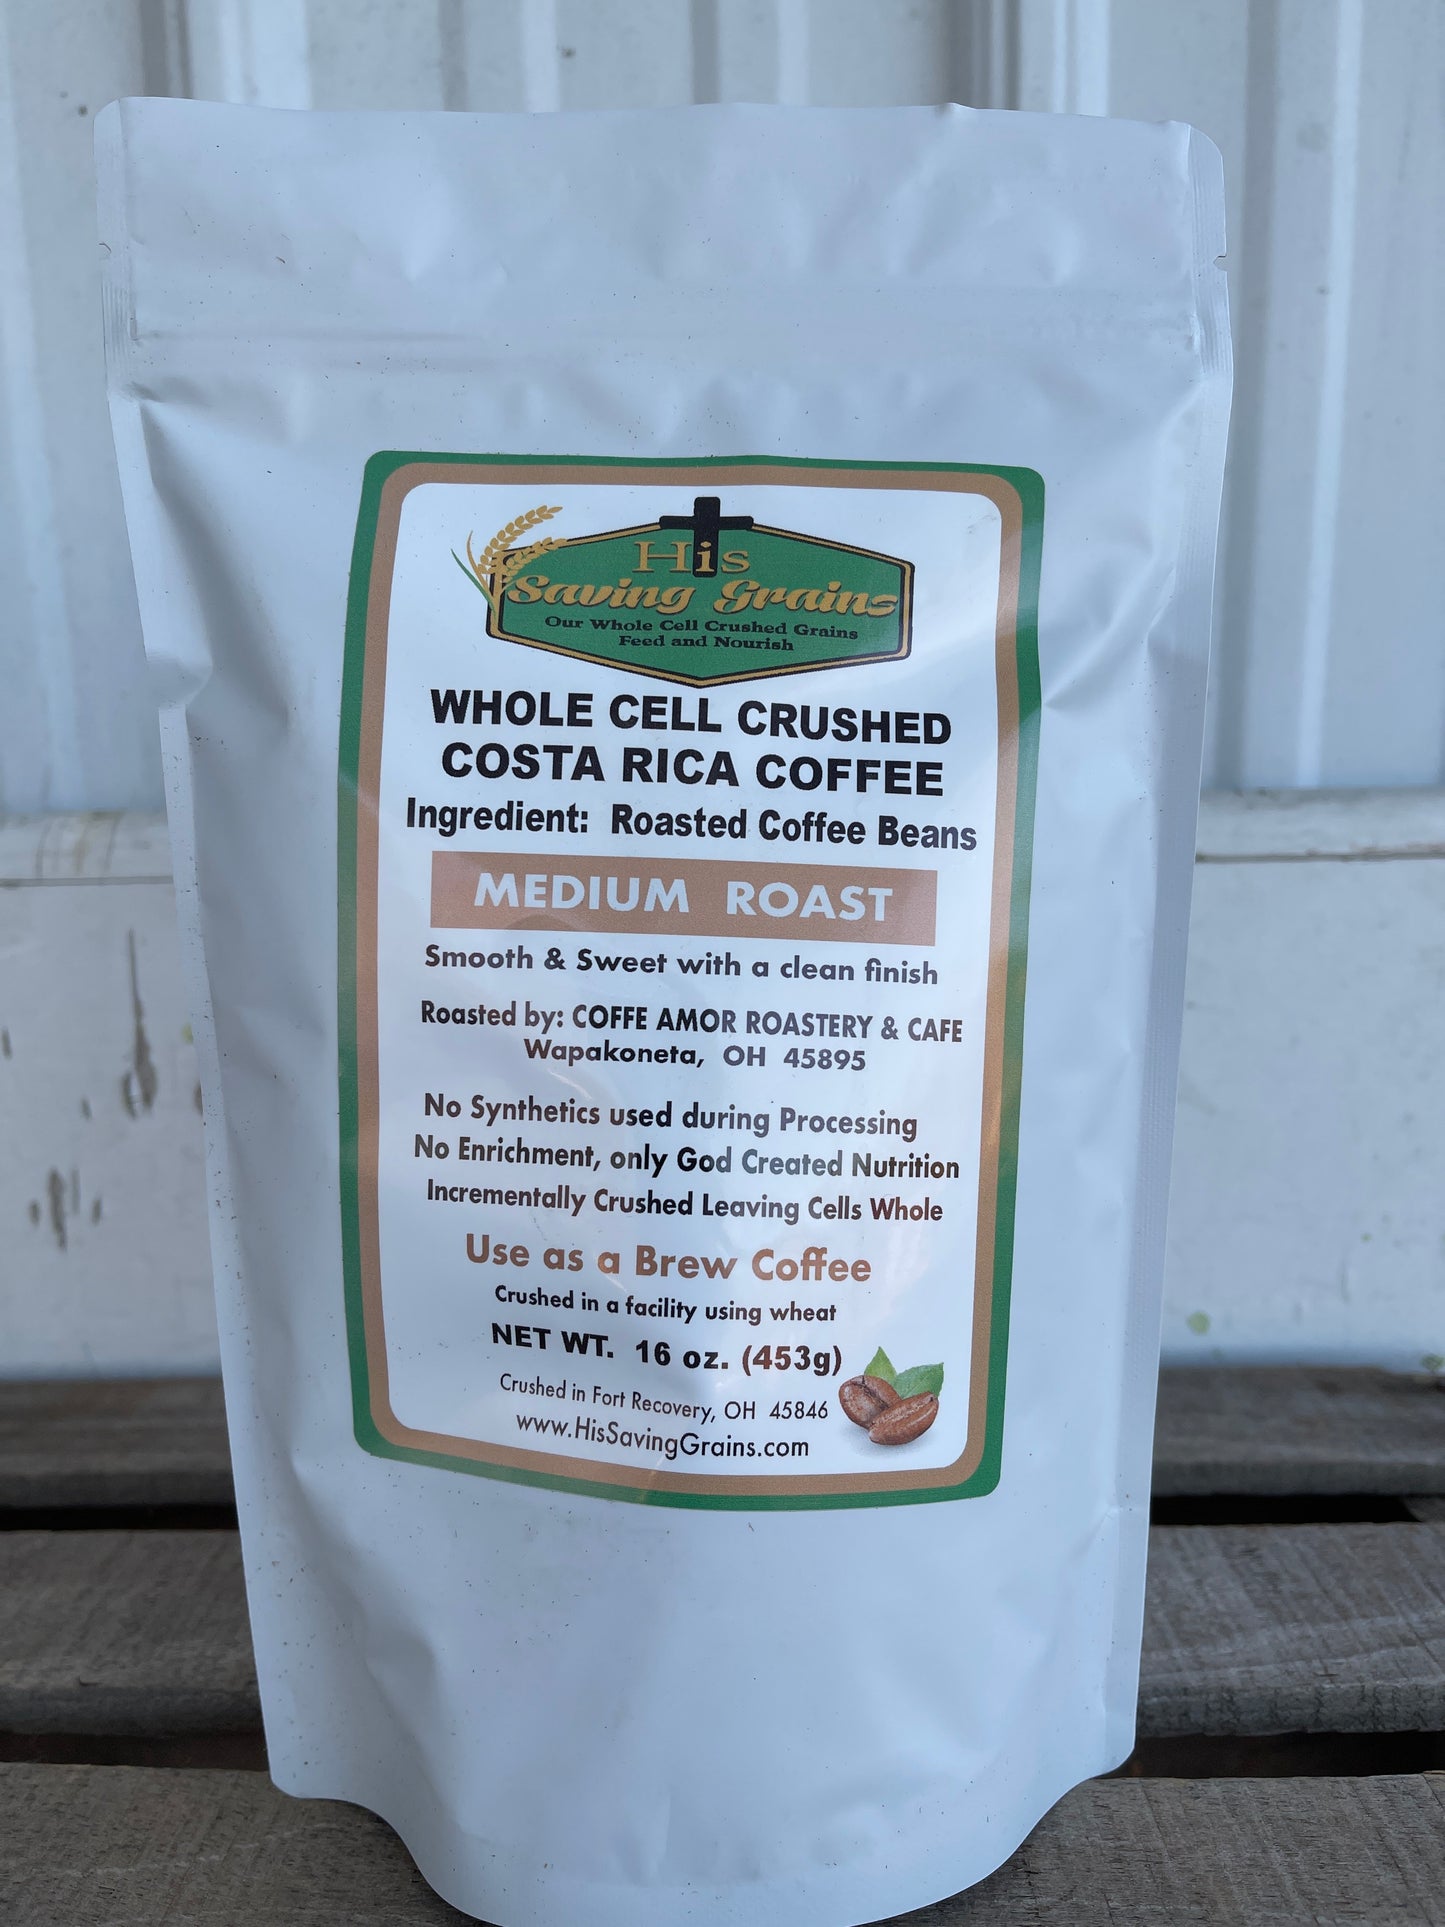 His
Saving Grains
Our Whole Cell Crushed Grains
Feed and Nourish
WHOLE CELL CRUSHED
COSTA RICA COFFEE
Ingredient: Roasted Coffee Beans
MEDIUM ROAST
Smooth & Sweet with a clean finish
Roasted by: COFFE AMOR ROASTERY & CAFE
Wapakoneta, OH 45895
No Synthetics used during Processing
No Enrichment, only God Created Nutrition
Incrementally Crushed Leaving Cells Whole
Use as a Brew Coffee
Crushed in a facility using wheat
NET WT. 16 oz. (453g)
Crushed in Fort Recovery, OH 45846
www.HisSavingGrains.com